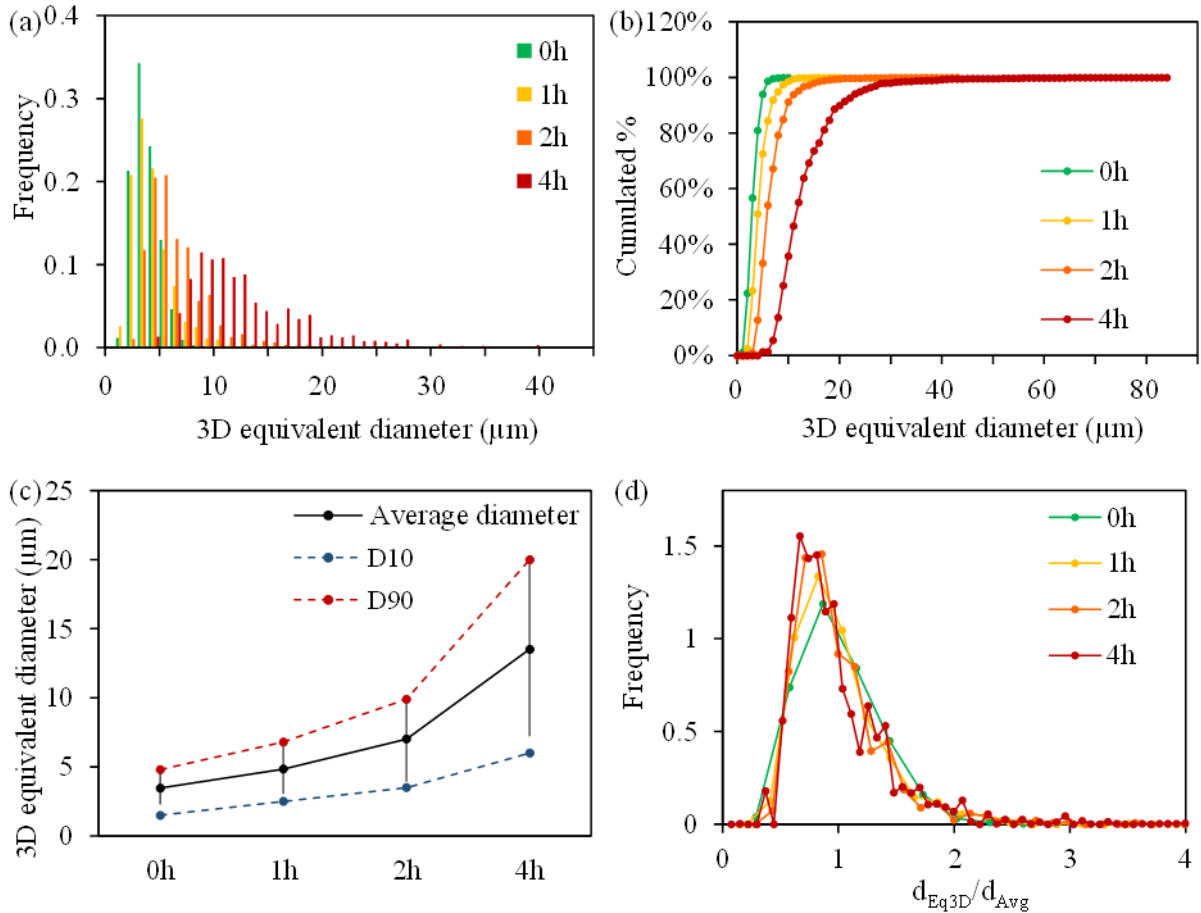 (a)
0.4
0.3
0.2
0.1
0.0
Frequency
0h
1h
2h
4h
0 10 20 30 40
3D equivalent diameter (µm)
(b)
120%
100%
80%
60%
40%
20%
0%
Cumulated %
0h
1h
2h
4h
0 20 40 60 80
3D equivalent diameter (µm)
(c)
25
20
15
10
5
0
3D equivalent diameter (µm)
Average diameter
D10
D90
0h 1h 2h 4h
(d)
1.5
1
0.5
0
Frequency
0h
1h
2h
4h
0 1 2 3 4
dEq3D/dAvg